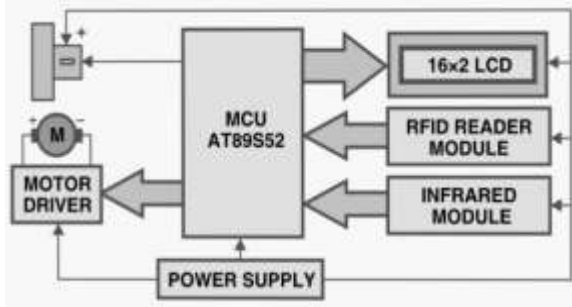 +
−
16×2 LCD
MCU
AT89S52
+ −
M
RFID READER
MODULE
MOTOR
DRIVER
INFRARED
MODULE
POWER SUPPLY